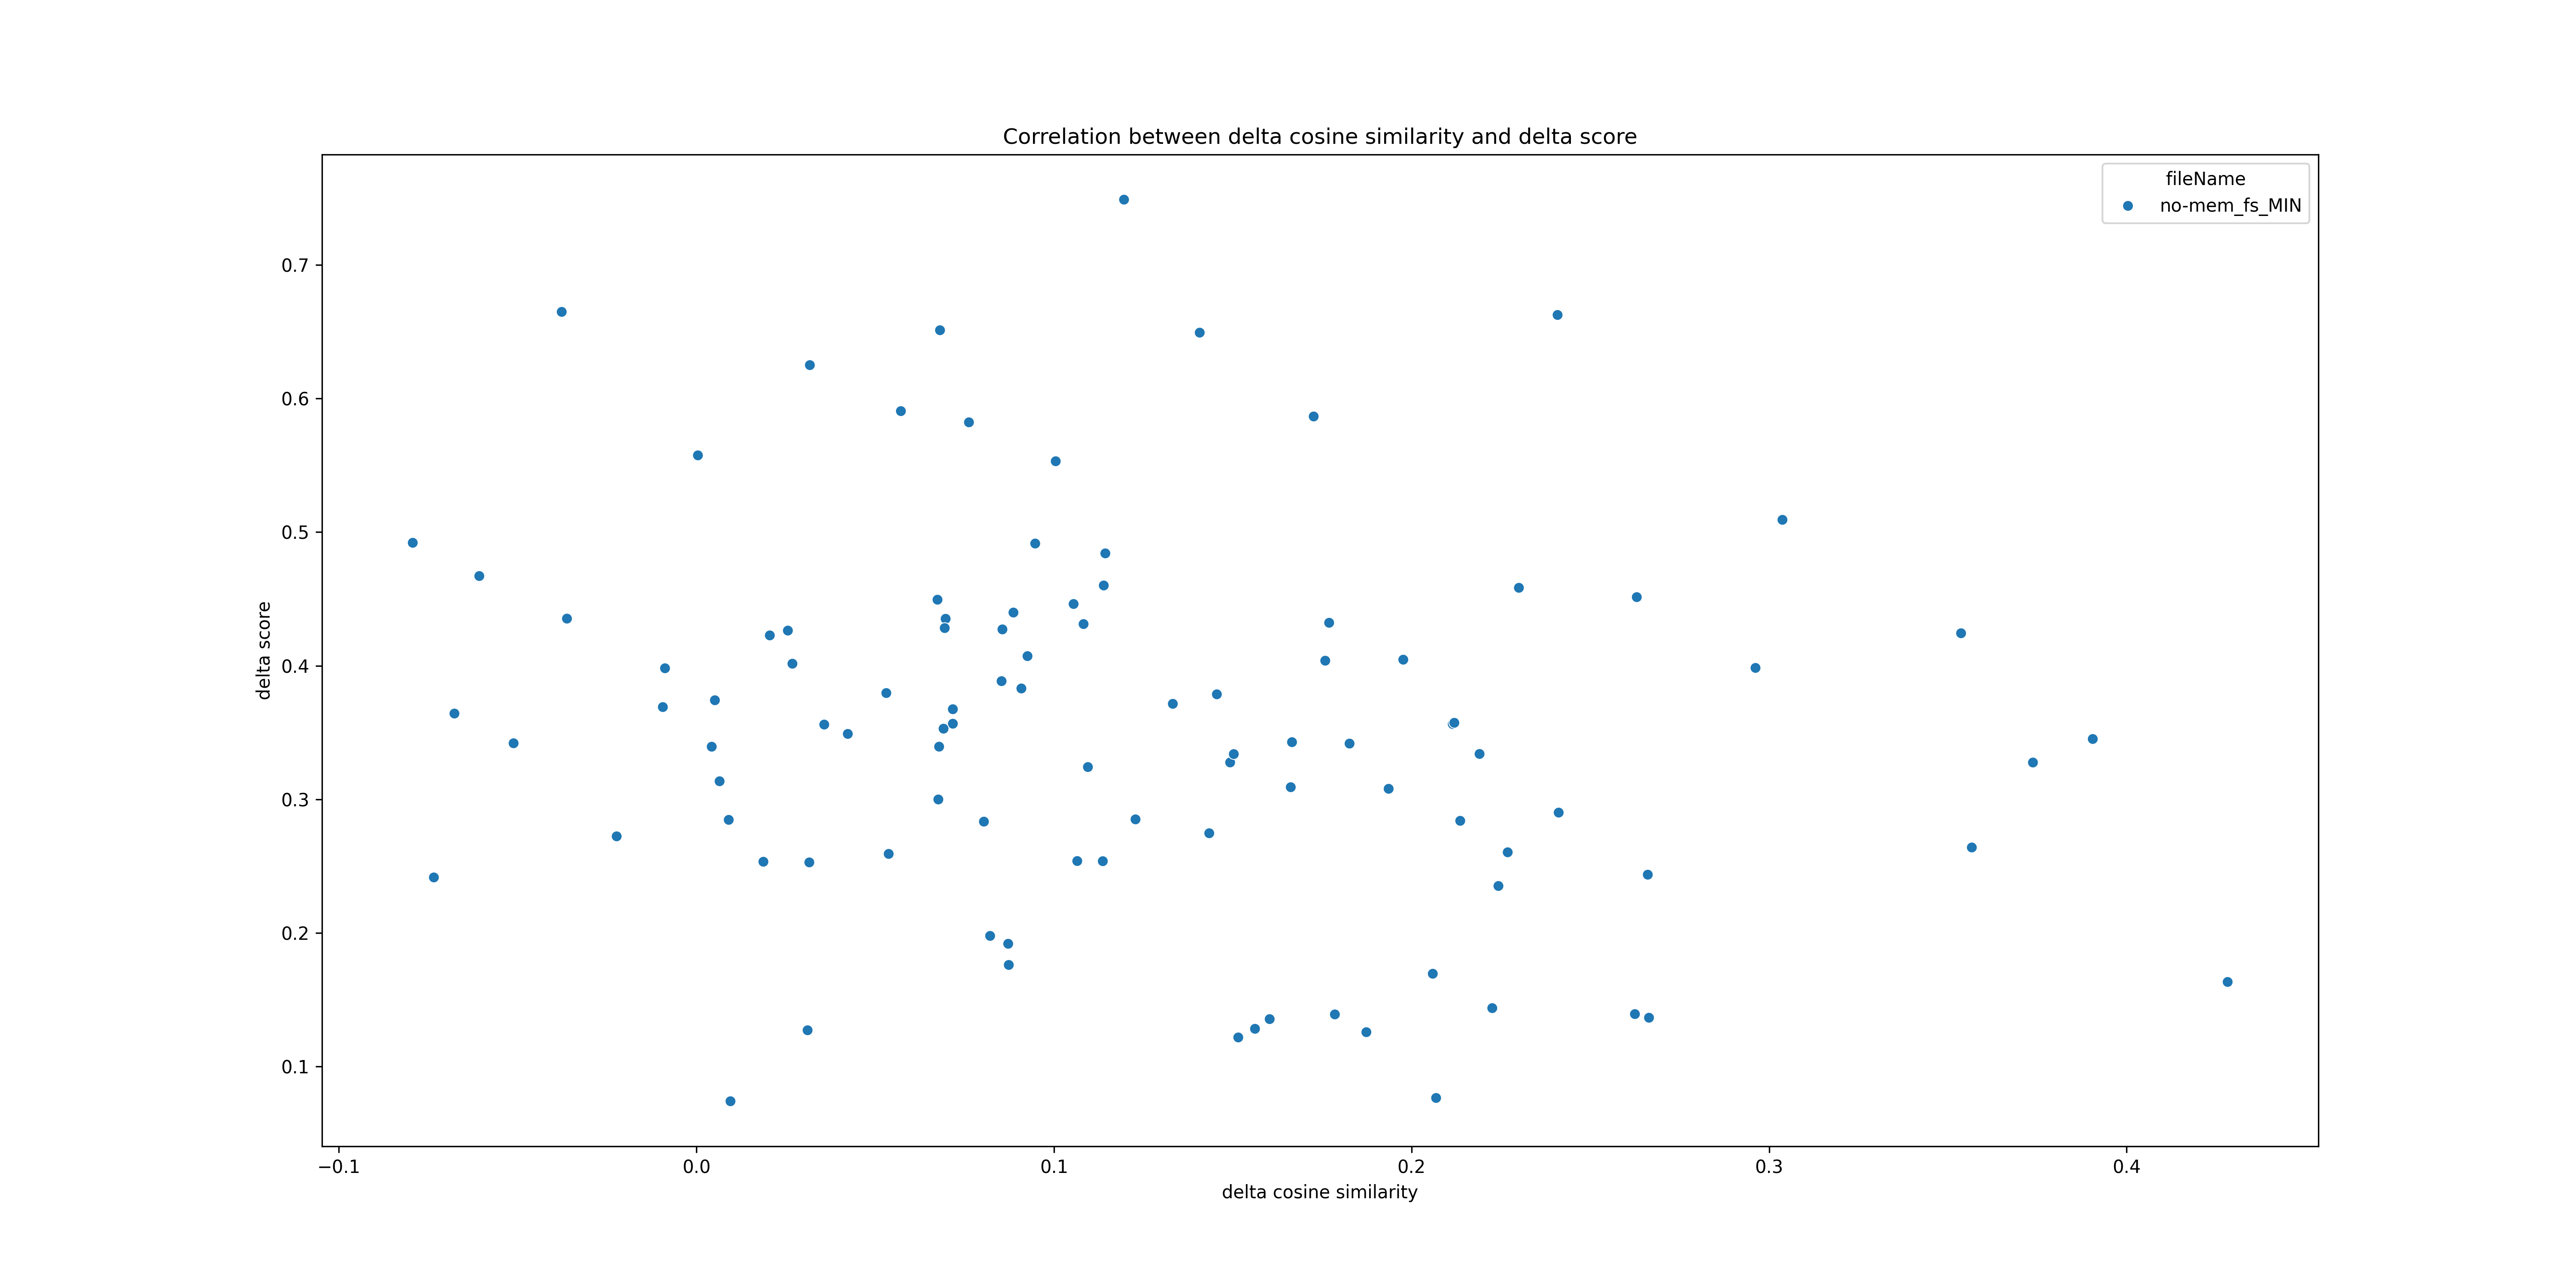 Correlation between delta cosine similarity and delta score
fileName
no-mem_fs_MIN
0.7
0.6
0.5
0.4
0.3
0.2
0.1
delta score
−0.1 0.0 0.1 0.2 0.3 0.4
delta cosine similarity